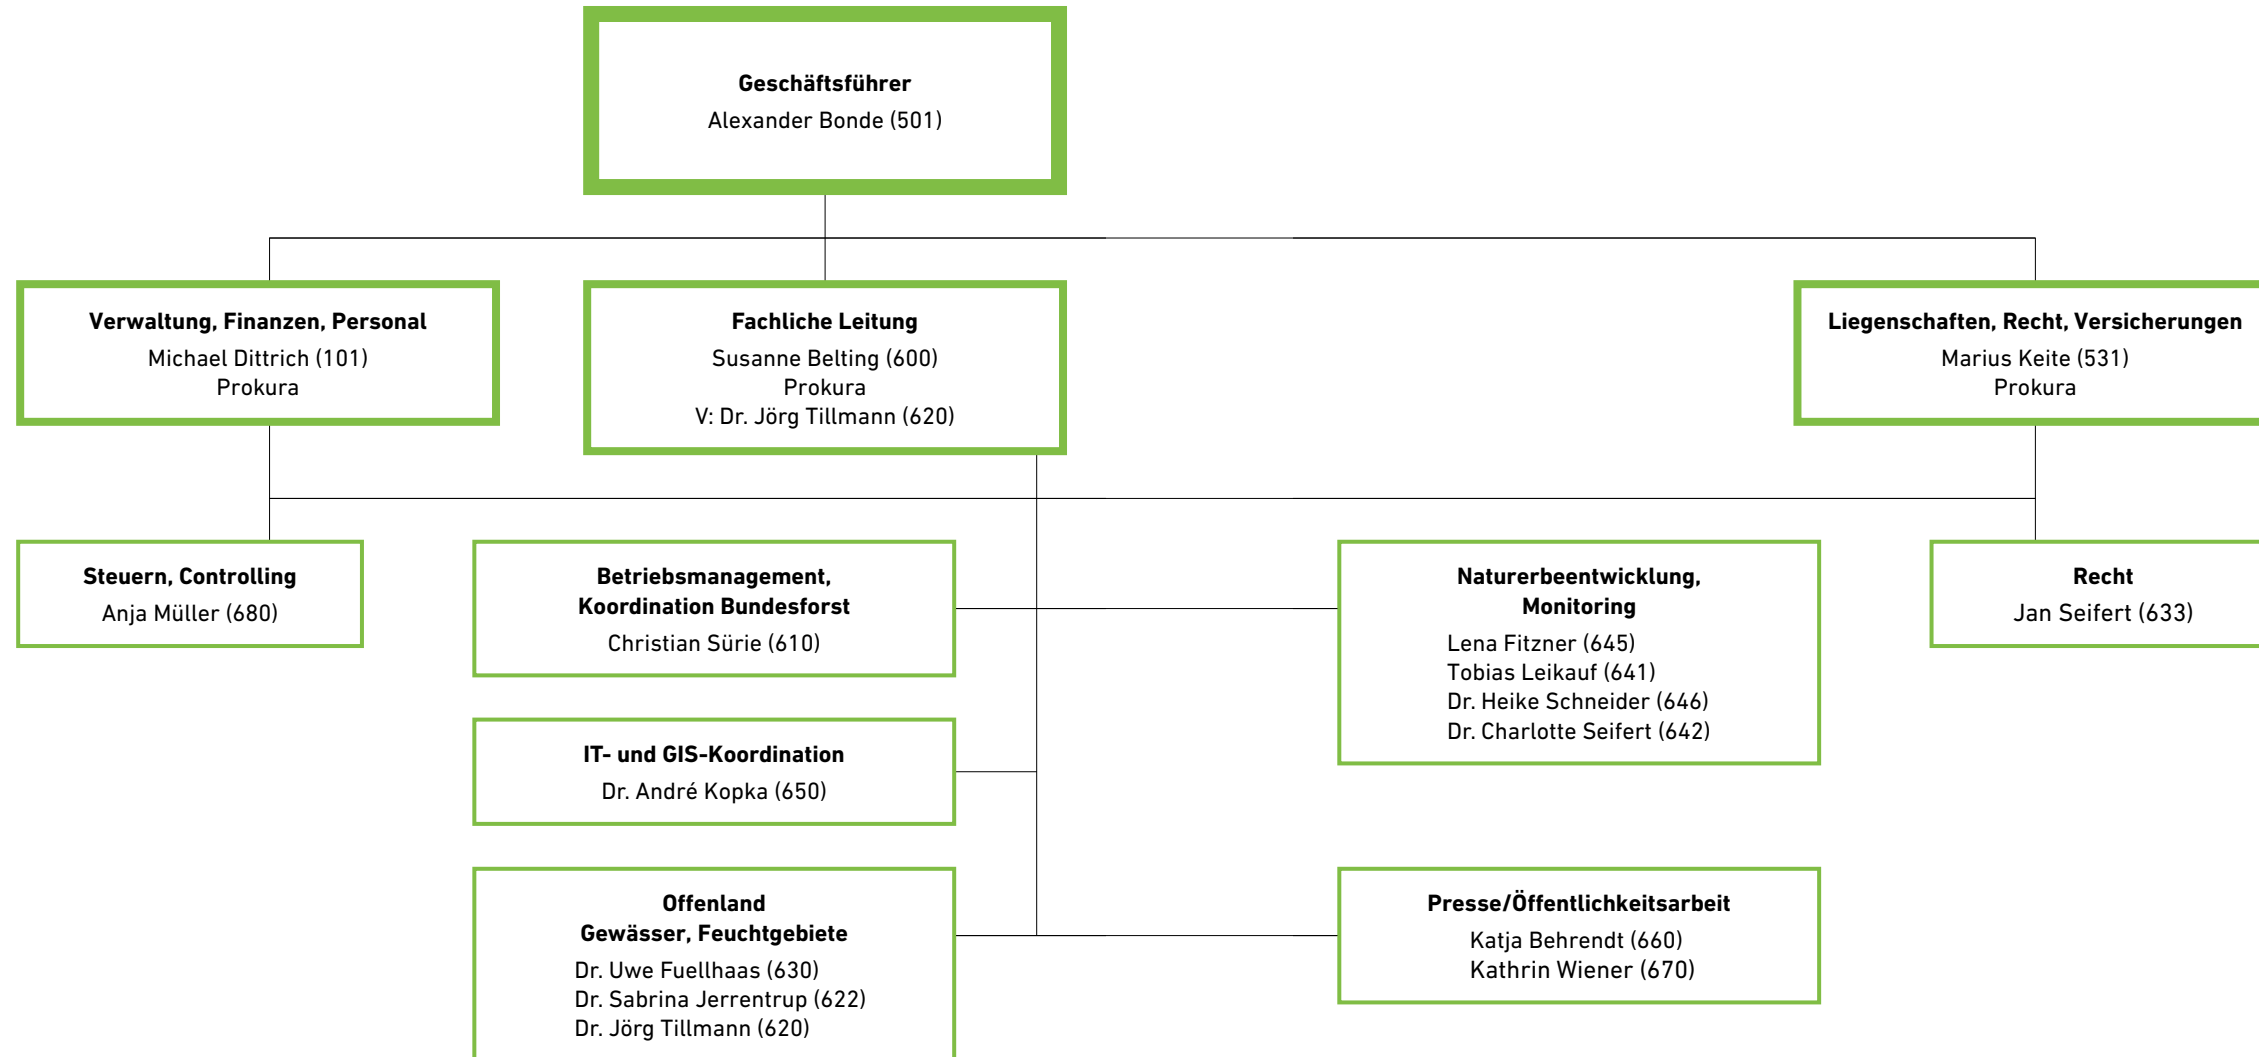 Geschäftsführer
Alexander Bonde (501)
Verwaltung, Finanzen, Personal
Michael Dittrich (101)
Prokura
Fachliche Leitung
Susanne Belting (600)
Prokura
V: Dr. Jörg Tillmann (620)
Liegenschaften, Recht, Versicherungen
Marius Keite (531)
Prokura
Steuern, Controlling
Anja Müller (680)
Betriebsmanagement,
Koordination Bundesforst
Christian Sürie (610)
Naturerbeentwicklung,
Monitoring
Lena Fitzner (645)
Tobias Leikauf (641)
Dr. Heike Schneider (646)
Dr. Charlotte Seifert (642)
Recht
Jan Seifert (633)
IT- und GIS-Koordination
Dr. André Kopka (650)
Offenland
Gewässer, Feuchtgebiete
Dr. Uwe Fuellhaas (630)
Dr. Sabrina Jerrentrup (622)
Dr. Jörg Tillmann (620)
Presse/Öffentlichkeitsarbeit
Katja Behrendt (660)
Kathrin Wiener (670)